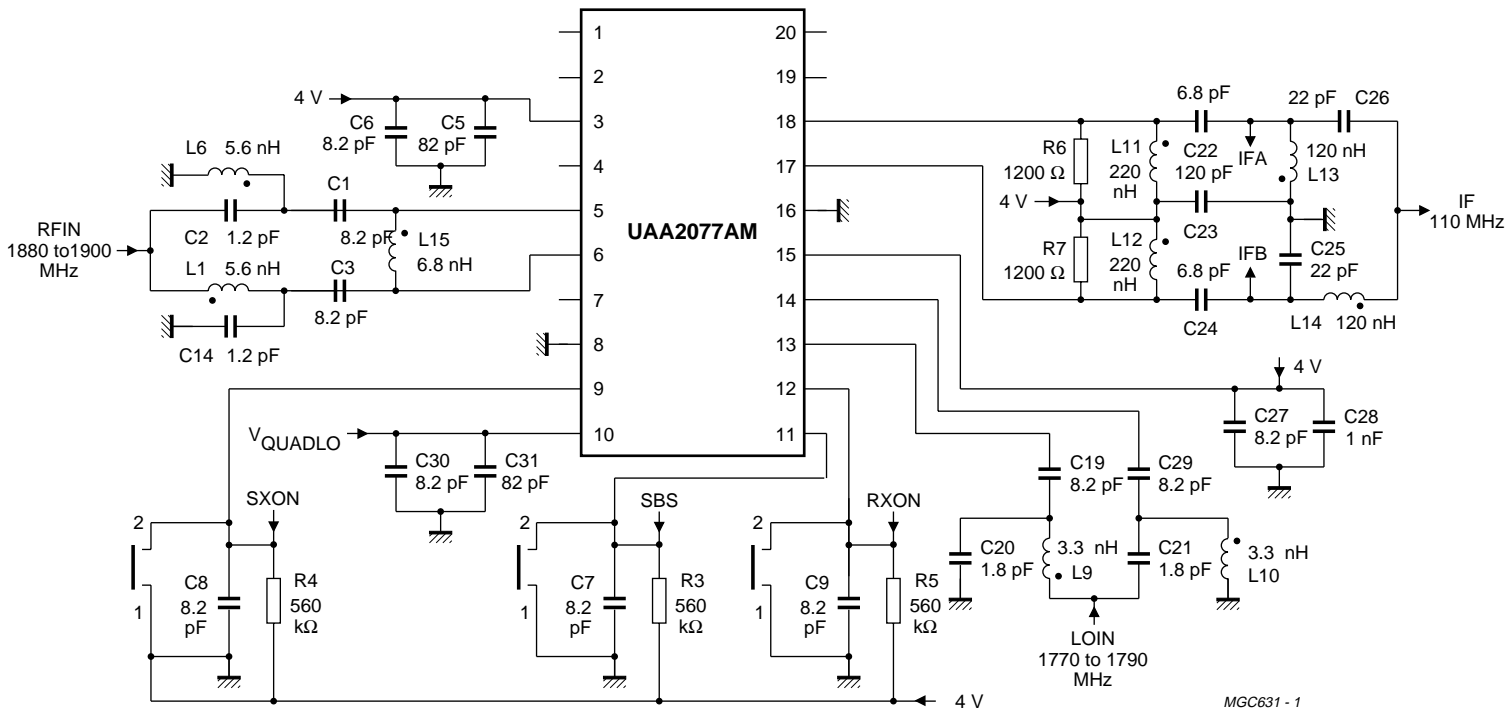 1
2
3
4
5
6
7
8
9
10
20
19
18
17
16
15
14
13
12
11
UAA2077AM
4 V
C6
8.2 pF
C5
82 pF
L6
5.6 nH
C1
8.2 pF
C2
1.2 pF
RFIN
1880 to1900
MHz
L15
6.8 nH
L1
5.6 nH
C3
8.2 pF
C14
1.2 pF
VQUADLO
C30
8.2 pF
C31
82 pF
SXON
2
1
C8
8.2
pF
R4
560
kΩ
SBS
2
1
C7
8.2
pF
R3
560
kΩ
RXON
2
1
C9
8.2
pF
R5
560
kΩ
4 V
6.8 pF
C22
22 pF
C26
R6
1200 Ω
L11
220
nH
IFA
120 nH
L13
120 pF
C23
4 V
IF
110 MHz
R7
1200 Ω
L12
220
nH
6.8 pF
C24
IFB
C25
22 pF
L14
120 nH
4 V
C27
8.2 pF
C28
1 nF
C19
8.2 pF
C29
8.2 pF
C20
1.8 pF
3.3 nH
L9
C21
1.8 pF
3.3 nH
L10
LOIN
1770 to 1790
MHz
MGC631 - 1